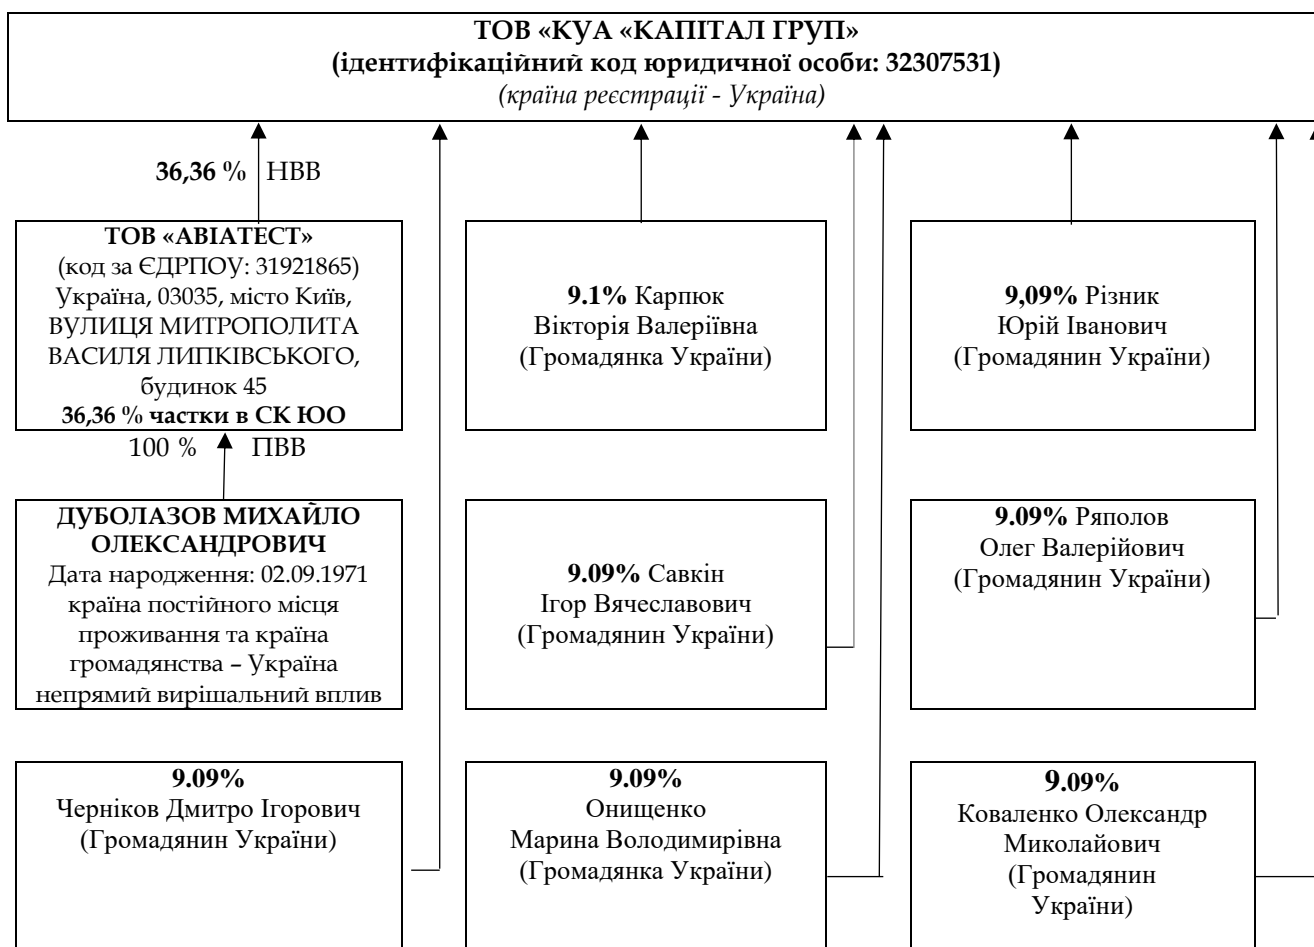 ТОВ «КУА «КАПІТАЛ ГРУП»
(ідентифікаційний код юридичної особи: 32307531)
(країна реєстрації - Україна)
36,36 % НВВ
ТОВ «АВІАТЕСТ»
(код за ЄДРПОУ: 31921865)
Україна, 03035, місто Київ,
ВУЛИЦЯ МИТРОПОЛИТА
ВАСИЛЯ ЛИПКІВСЬКОГО,
будинок 45
36,36 % частки в СК ЮО
9.1% Карпюк
Вікторія Валеріївна
(Громадянка України)
9,09% Різник
Юрій Іванович
(Громадянин України)
100 % ПВВ
ДУБОЛАЗОВ МИХАЙЛО
ОЛЕКСАНДРОВИЧ
Дата народження: 02.09.1971
країна постійного місця
проживання та країна
громадянства – Україна
непрямий вирішальний вплив
9.09% Савкін
Ігор Вячеславович
(Громадянин України)
9.09% Ряполов
Олег Валерійович
(Громадянин України)
9.09%
Черніков Дмитро Ігорович
(Громадянин України)
9.09%
Онищенко
Марина Володимирівна
(Громадянка України)
9.09%
Коваленко Олександр
Миколайович
(Громадянин
України)